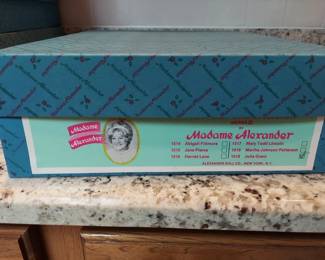 Madame
Alexander
Madame Alexander
1514 Abigail Fillmore 1517 Mary Todd Lincoln
1515 Jane Pierce 1518 Martha Johnson Patterson
1516 Harriet Lane 1519 Julia Grant
ALEXANDER DOLL CO., NEW YORK, N.Y.